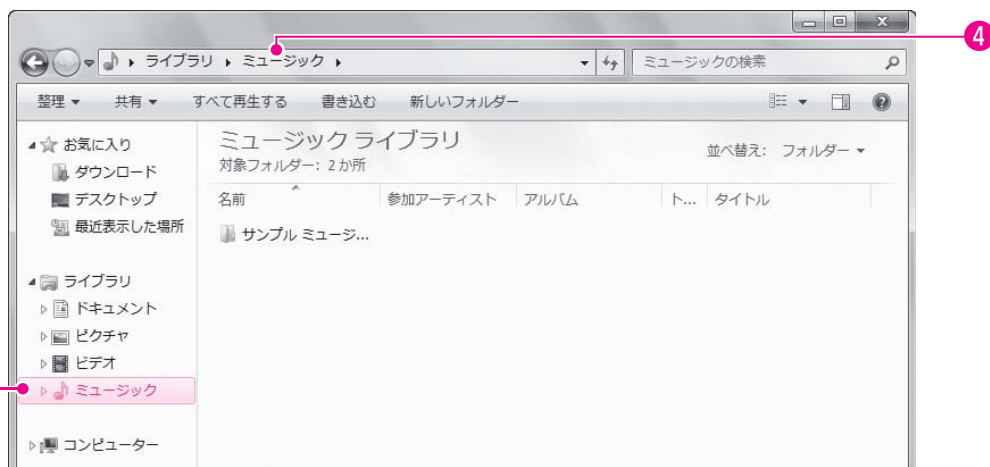 4
ライブラリ ミュージック
ミュージックの検索
整理 共有 すべて再生する 書き込む 新しいフォルダー
お気に入り
ダウンロード
デスクトップ
最近表示した場所
ライブラリ
ドキュメント
ピクチャ
ビデオ
ミュージック
コンピューター
ミュージック ライブラリ
対象フォルダー: 2か所
並べ替え: フォルダー
名前 参加アーティスト アルバム ト... タイトル
サンプル ミュージ...